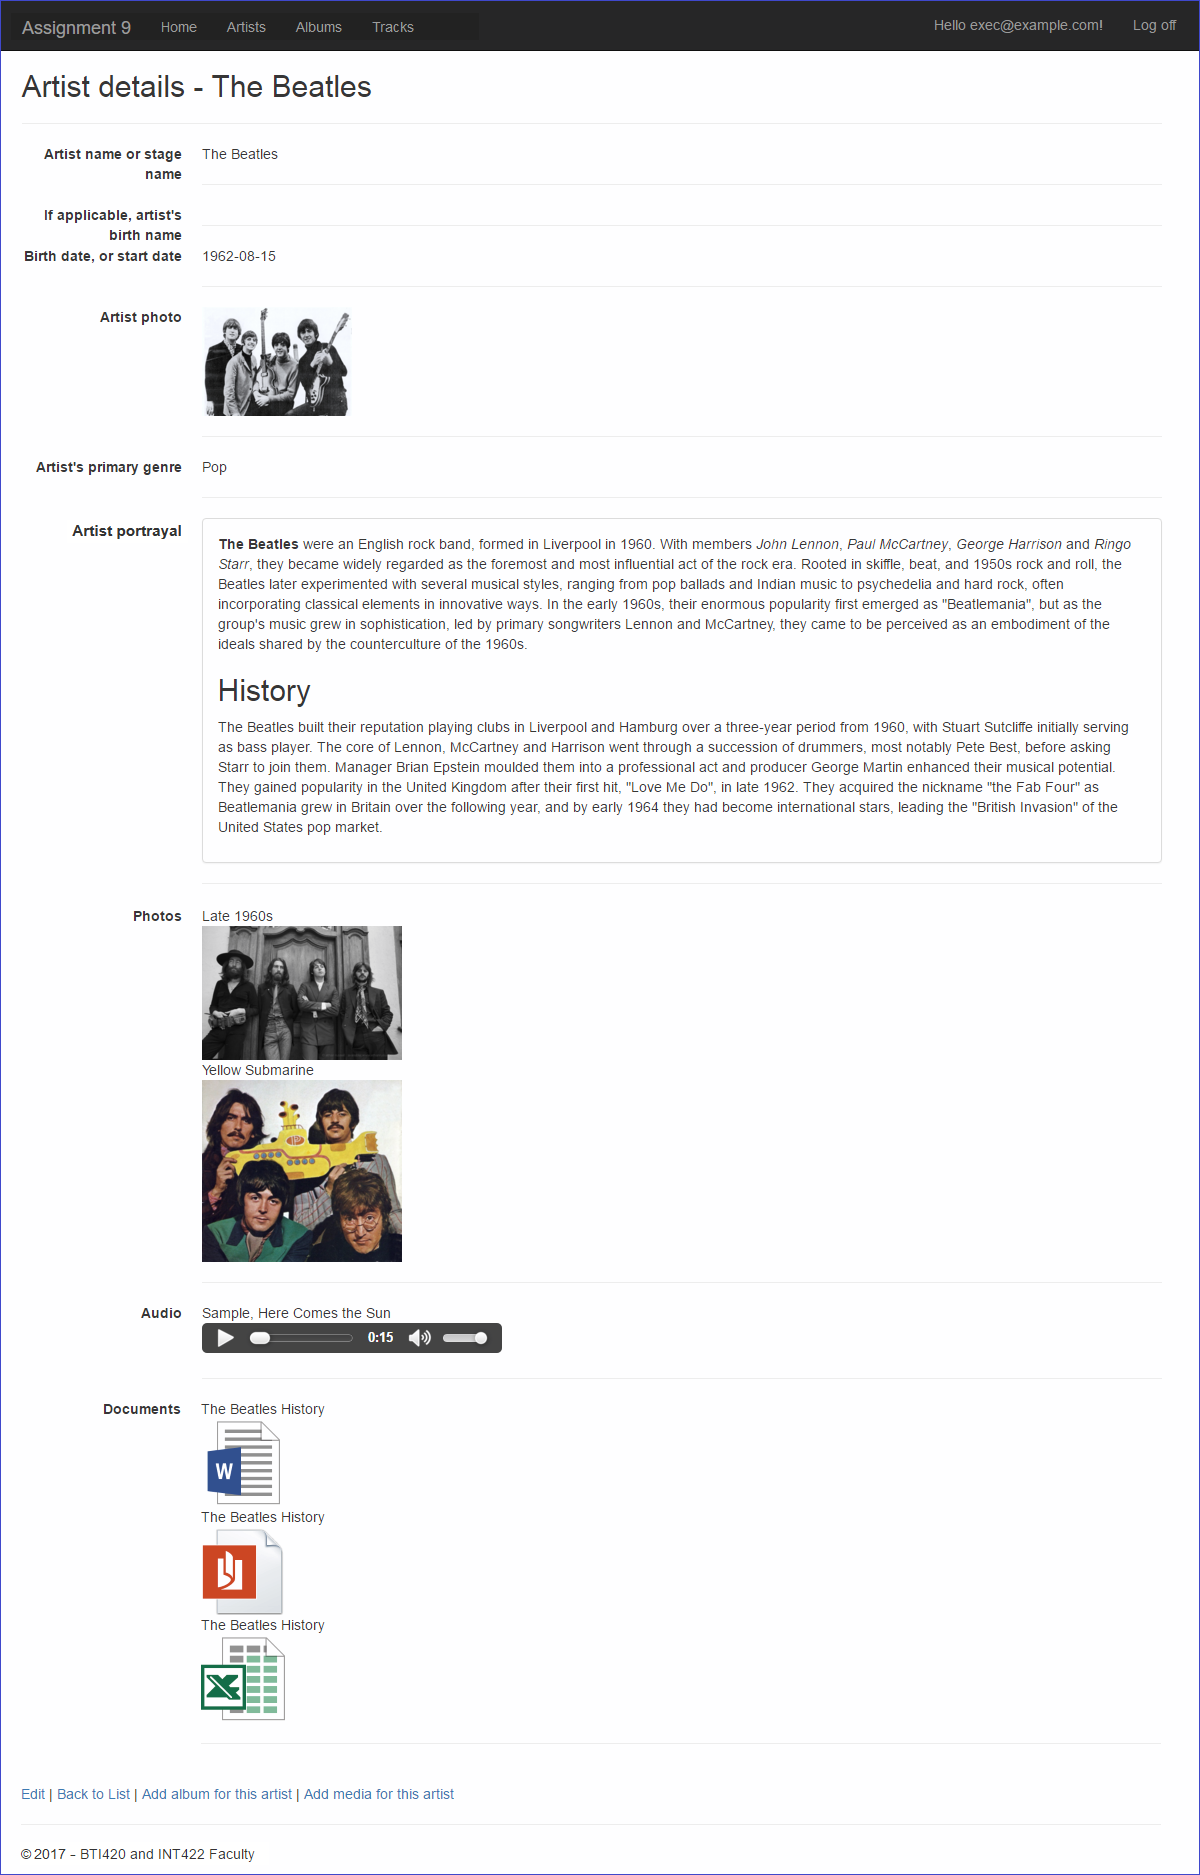 Assignment 9 Home Artists Albums Tracks Hello exec@example.com! Log off
Artist details - The Beatles
Artist name or stage name
The Beatles
If applicable, artist's birth name
Birth date, or start date
1962-08-15
Artist photo
Artist's primary genre
Pop
Artist portrayal
The Beatles were an English rock band, formed in Liverpool in 1960. With members John Lennon, Paul McCartney, George Harrison and Ringo
Starr, they became widely regarded as the foremost and most influential act of the rock era. Rooted in skiffle, beat, and 1950s rock and roll, the
Beatles later experimented with several musical styles, ranging from pop ballads and Indian music to psychedelia and hard rock, often
incorporating classical elements in innovative ways. In the early 1960s, their enormous popularity first emerged as "Beatlemania", but as the
group's music grew in sophistication, led by primary songwriters Lennon and McCartney, they came to be perceived as an embodiment of the
ideals shared by the counterculture of the 1960s.
History
The Beatles built their reputation playing clubs in Liverpool and Hamburg over a three-year period from 1960, with Stuart Sutcliffe initially serving
as bass player. The core of Lennon, McCartney and Harrison went through a succession of drummers, most notably Pete Best, before asking
Starr to join them. Manager Brian Epstein moulded them into a professional act and producer George Martin enhanced their musical potential.
They gained popularity in the United Kingdom after their first hit, "Love Me Do", in late 1962. They acquired the nickname "the Fab Four" as
Beatlemania grew in Britain over the following year, and by early 1964 they had become international stars, leading the "British Invasion" of the
United States pop market.
Photos
Late 1960s
Yellow Submarine
Audio
Sample, Here Comes the Sun
0:15
Documents
The Beatles History
W
The Beatles History
The Beatles History
X
Edit | Back to List | Add album for this artist | Add media for this artist
© 2017 - BTI420 and INT422 Faculty